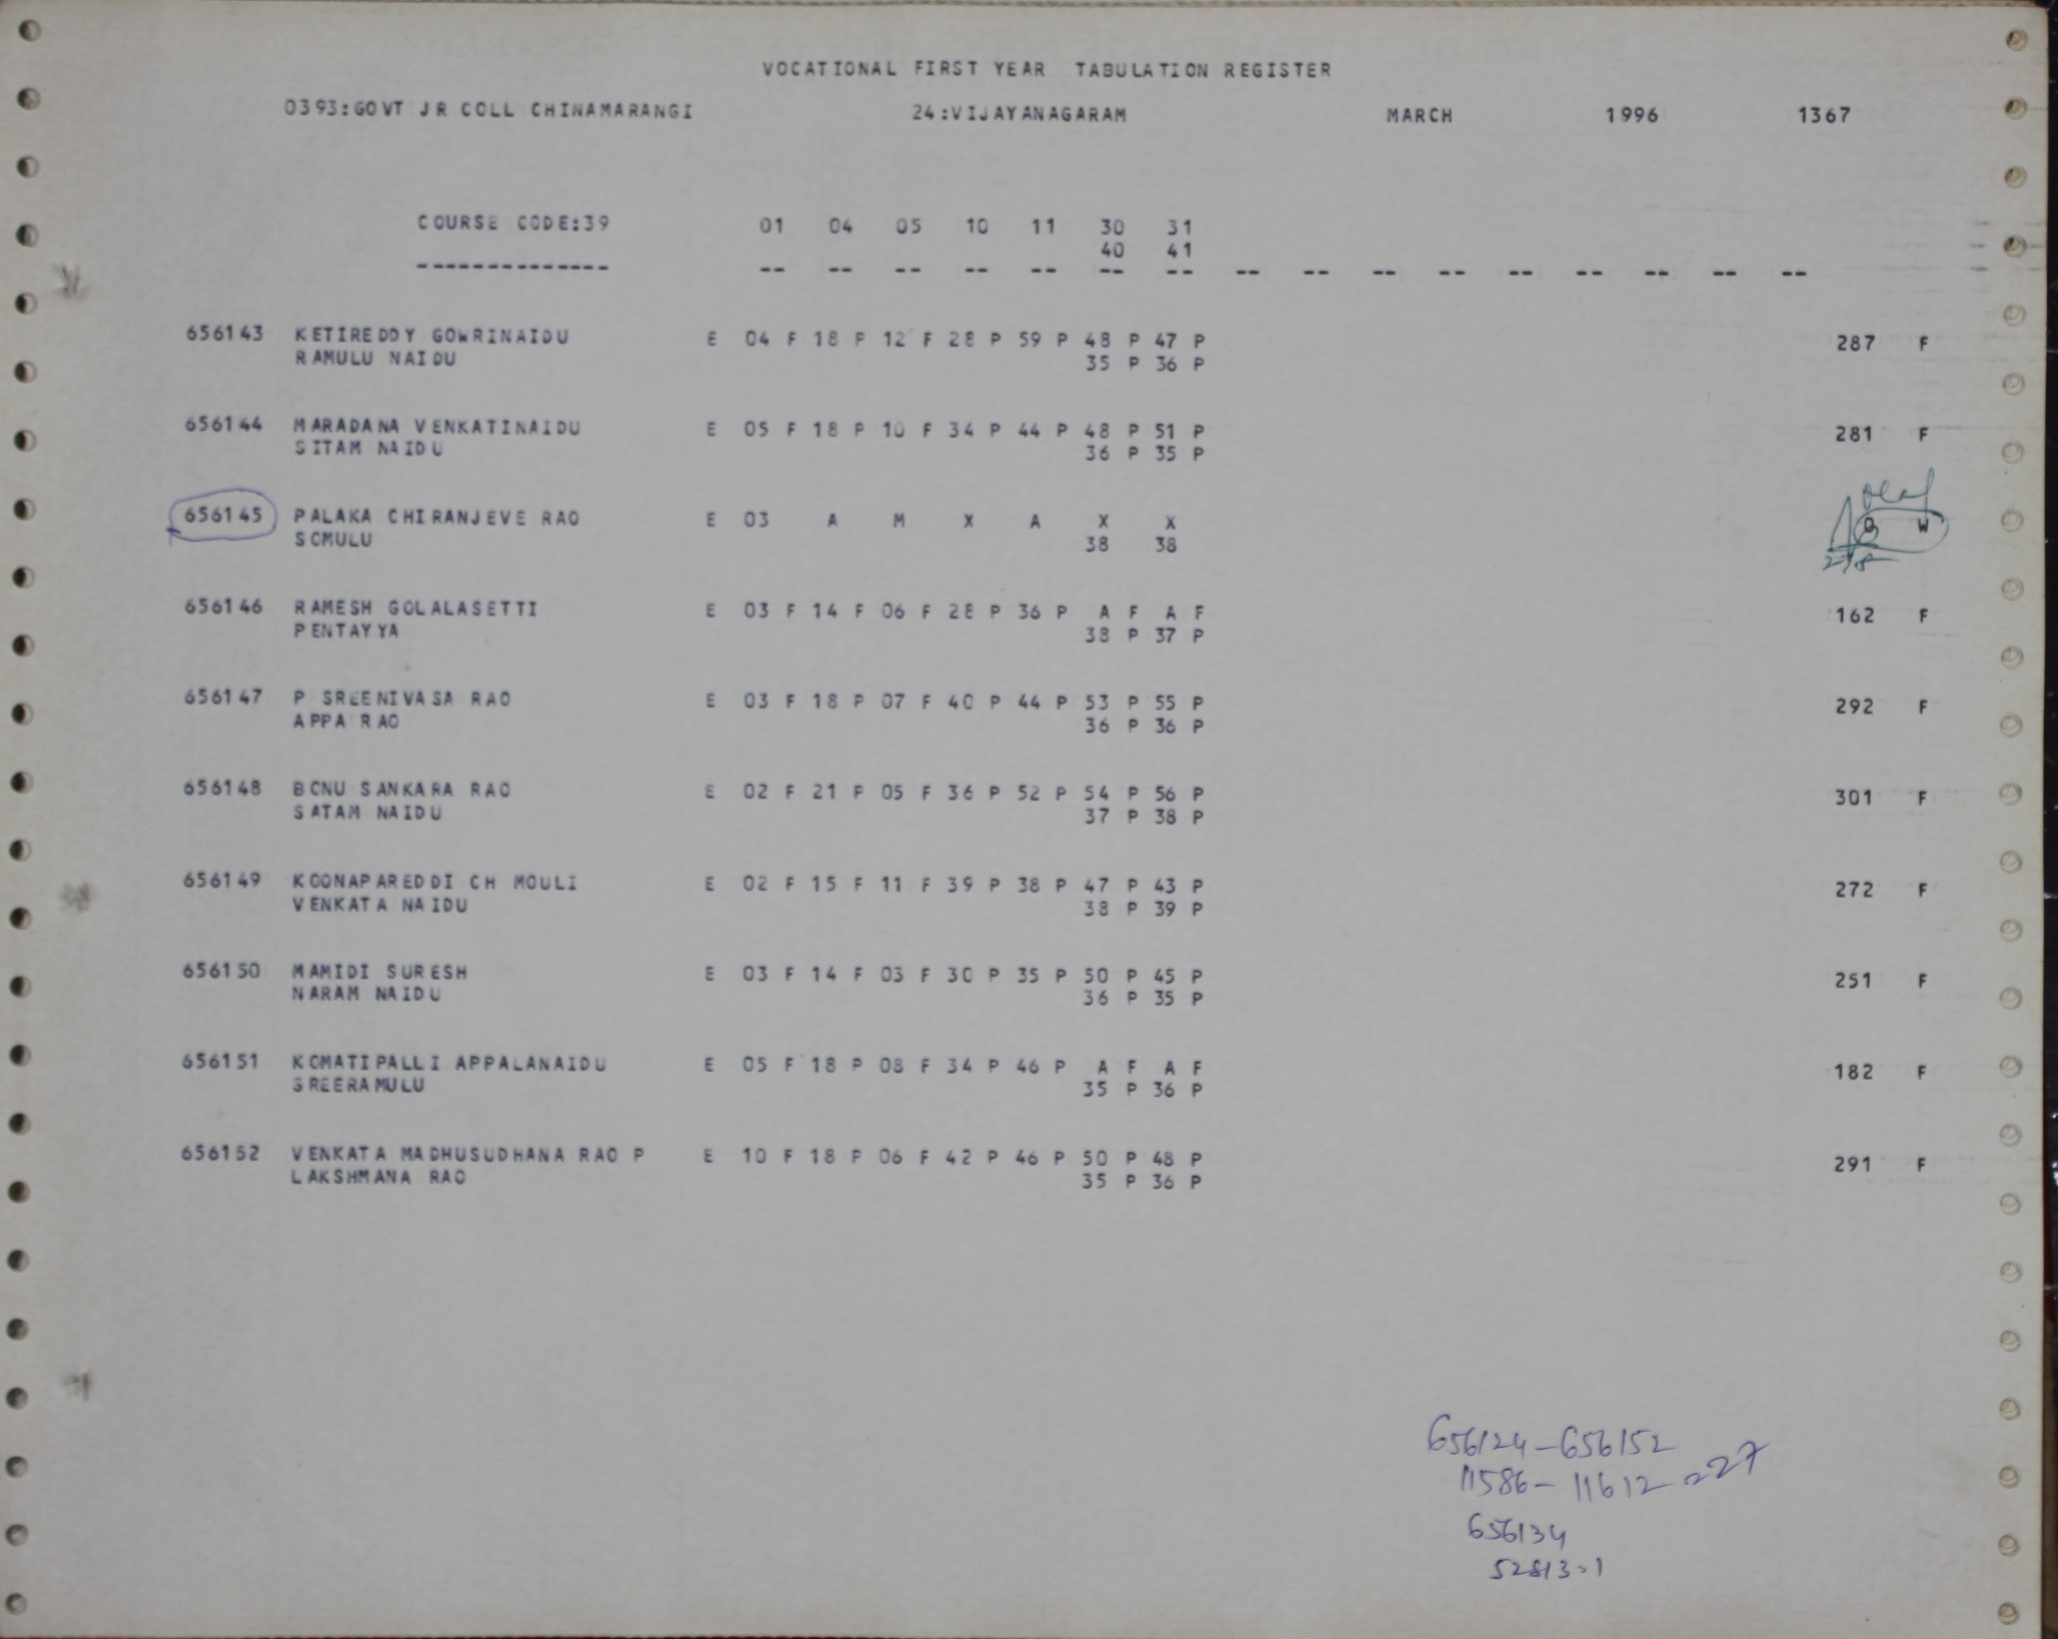 VOCATIONAL FIRST YEAR TABULATION REGISTER
0393:GOVT JR COLL CHINAMARANGI 24:VIJAYANAGARAM MARCH 1996 1367
COURSE CODE:39 01 04 05 10 11 30 31
40 41
-------------- -- -- -- -- -- -- -- -- -- -- -- -- -- -- -- --
656143 KETIREDDY GOWRINAIDU E 04 F 18 P 12 F 28 P 59 P 48 P 47 P 287 F
RAMULU NAIDU 35 P 36 P
656144 MARADANA VENKATINAIDU E 05 F 18 P 10 F 34 P 44 P 48 P 51 P 281 F
SITAM NAIDU 36 P 35 P
656145 PALAKA CHIRANJEVE RAO E 03 A M X A X X W
SOMULU 38 38
656146 RAMESH GOLALASETTI E 03 F 14 F 06 F 28 P 36 P A F A F 162 F
PENTAYYA 38 P 37 P
656147 P SREENIVASA RAO E 03 F 18 P 07 F 40 P 44 P 53 P 55 P 292 F
APPA RAO 36 P 36 P
656148 BONU SANKARA RAO E 02 F 21 P 05 F 36 P 52 P 54 P 56 P 301 F
SATAM NAIDU 37 P 38 P
656149 KOONAPAREDDI CH MOULI E 02 F 15 F 11 F 39 P 38 P 47 P 43 P 272 F
VENKATA NAIDU 38 P 39 P
656150 MAMIDI SURESH E 03 F 14 F 03 F 30 P 35 P 50 P 45 P 251 F
NARAM NAIDU 36 P 35 P
656151 KOMATIPALLI APPALANAIDU E 05 F 18 P 08 F 34 P 46 P A F A F 182 F
SREERAMULU 35 P 36 P
656152 VENKATA MADHUSUDHANA RAO P E 10 F 18 P 06 F 42 P 46 P 50 P 48 P 291 F
LAKSHMANA RAO 35 P 36 P
656124-656152
11586-11612=27
656134
52813=1